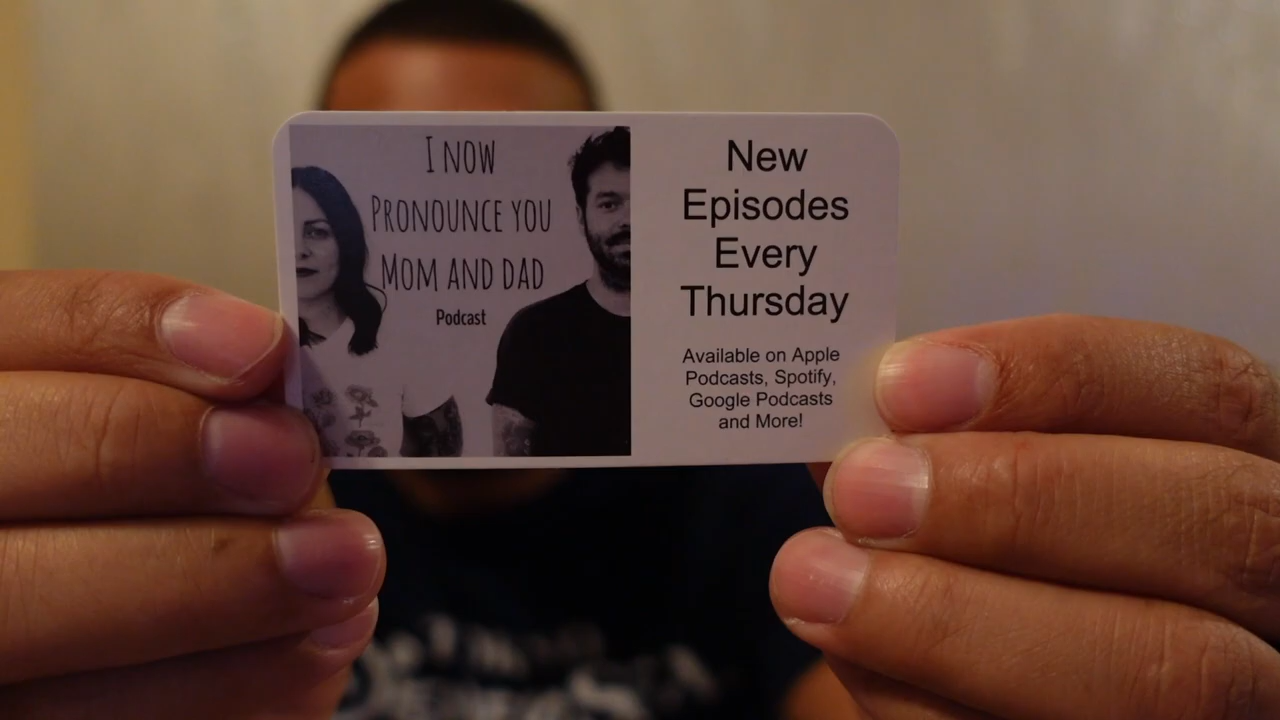 I NOW
PRONOUNCE YOU
MOM AND DAD
Podcast
New
Episodes
Every
Thursday
Available on Apple
Podcasts, Spotify,
Google Podcasts
and More!